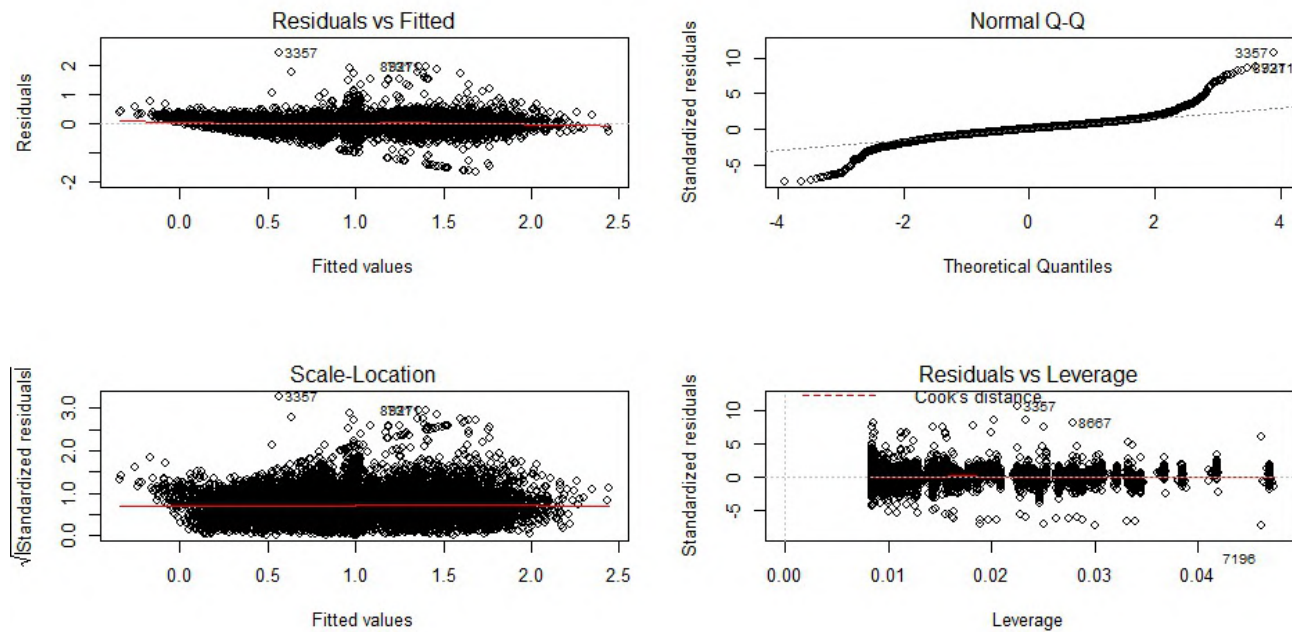 Residuals vs Fitted
Residuals
2
1
0
-2
3357
0.0 0.5 1.0 1.5 2.0 2.5
Fitted values
Normal Q-Q
Standardized residuals
10
5
0
-5
3357
-4 -2 0 2 4
Theoretical Quantiles
Scale-Location
√|Standardized residuals|
3.0
2.0
1.0
0.0
3357
0.0 0.5 1.0 1.5 2.0 2.5
Fitted values
Residuals vs Leverage
Standardized residuals
10
5
0
-5
Cook's distance
3357
8667
7196
0.00 0.01 0.02 0.03 0.04
Leverage